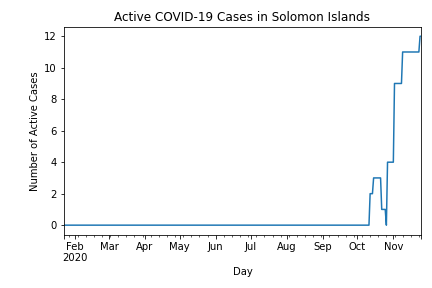 Active COVID-19 Cases in Solomon Islands
12
10
8
6
4
2
0
Number of Active Cases
Feb Mar Apr May Jun Jul Aug Sep Oct Nov
2020
Day